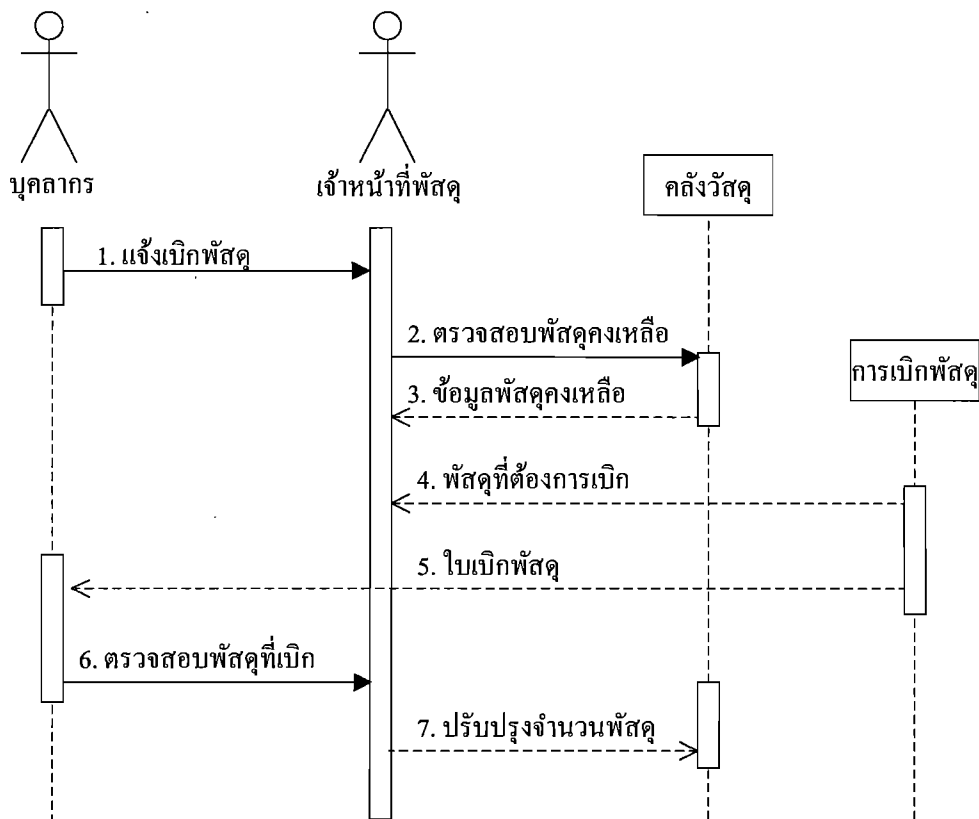 บุคลากร
เจ้าหน้าที่พัสดุ
คลังวัสดุ
1. แจ้งเบิกพัสดุ
2. ตรวจสอบพัสดุคงเหลือ
การเบิกพัสดุ
3. ข้อมูลพัสดุคงเหลือ
4. พัสดุที่ต้องการเบิก
5. ใบเบิกพัสดุ
6. ตรวจสอบพัสดุที่เบิก
7. ปรับปรุงจำนวนพัสดุ